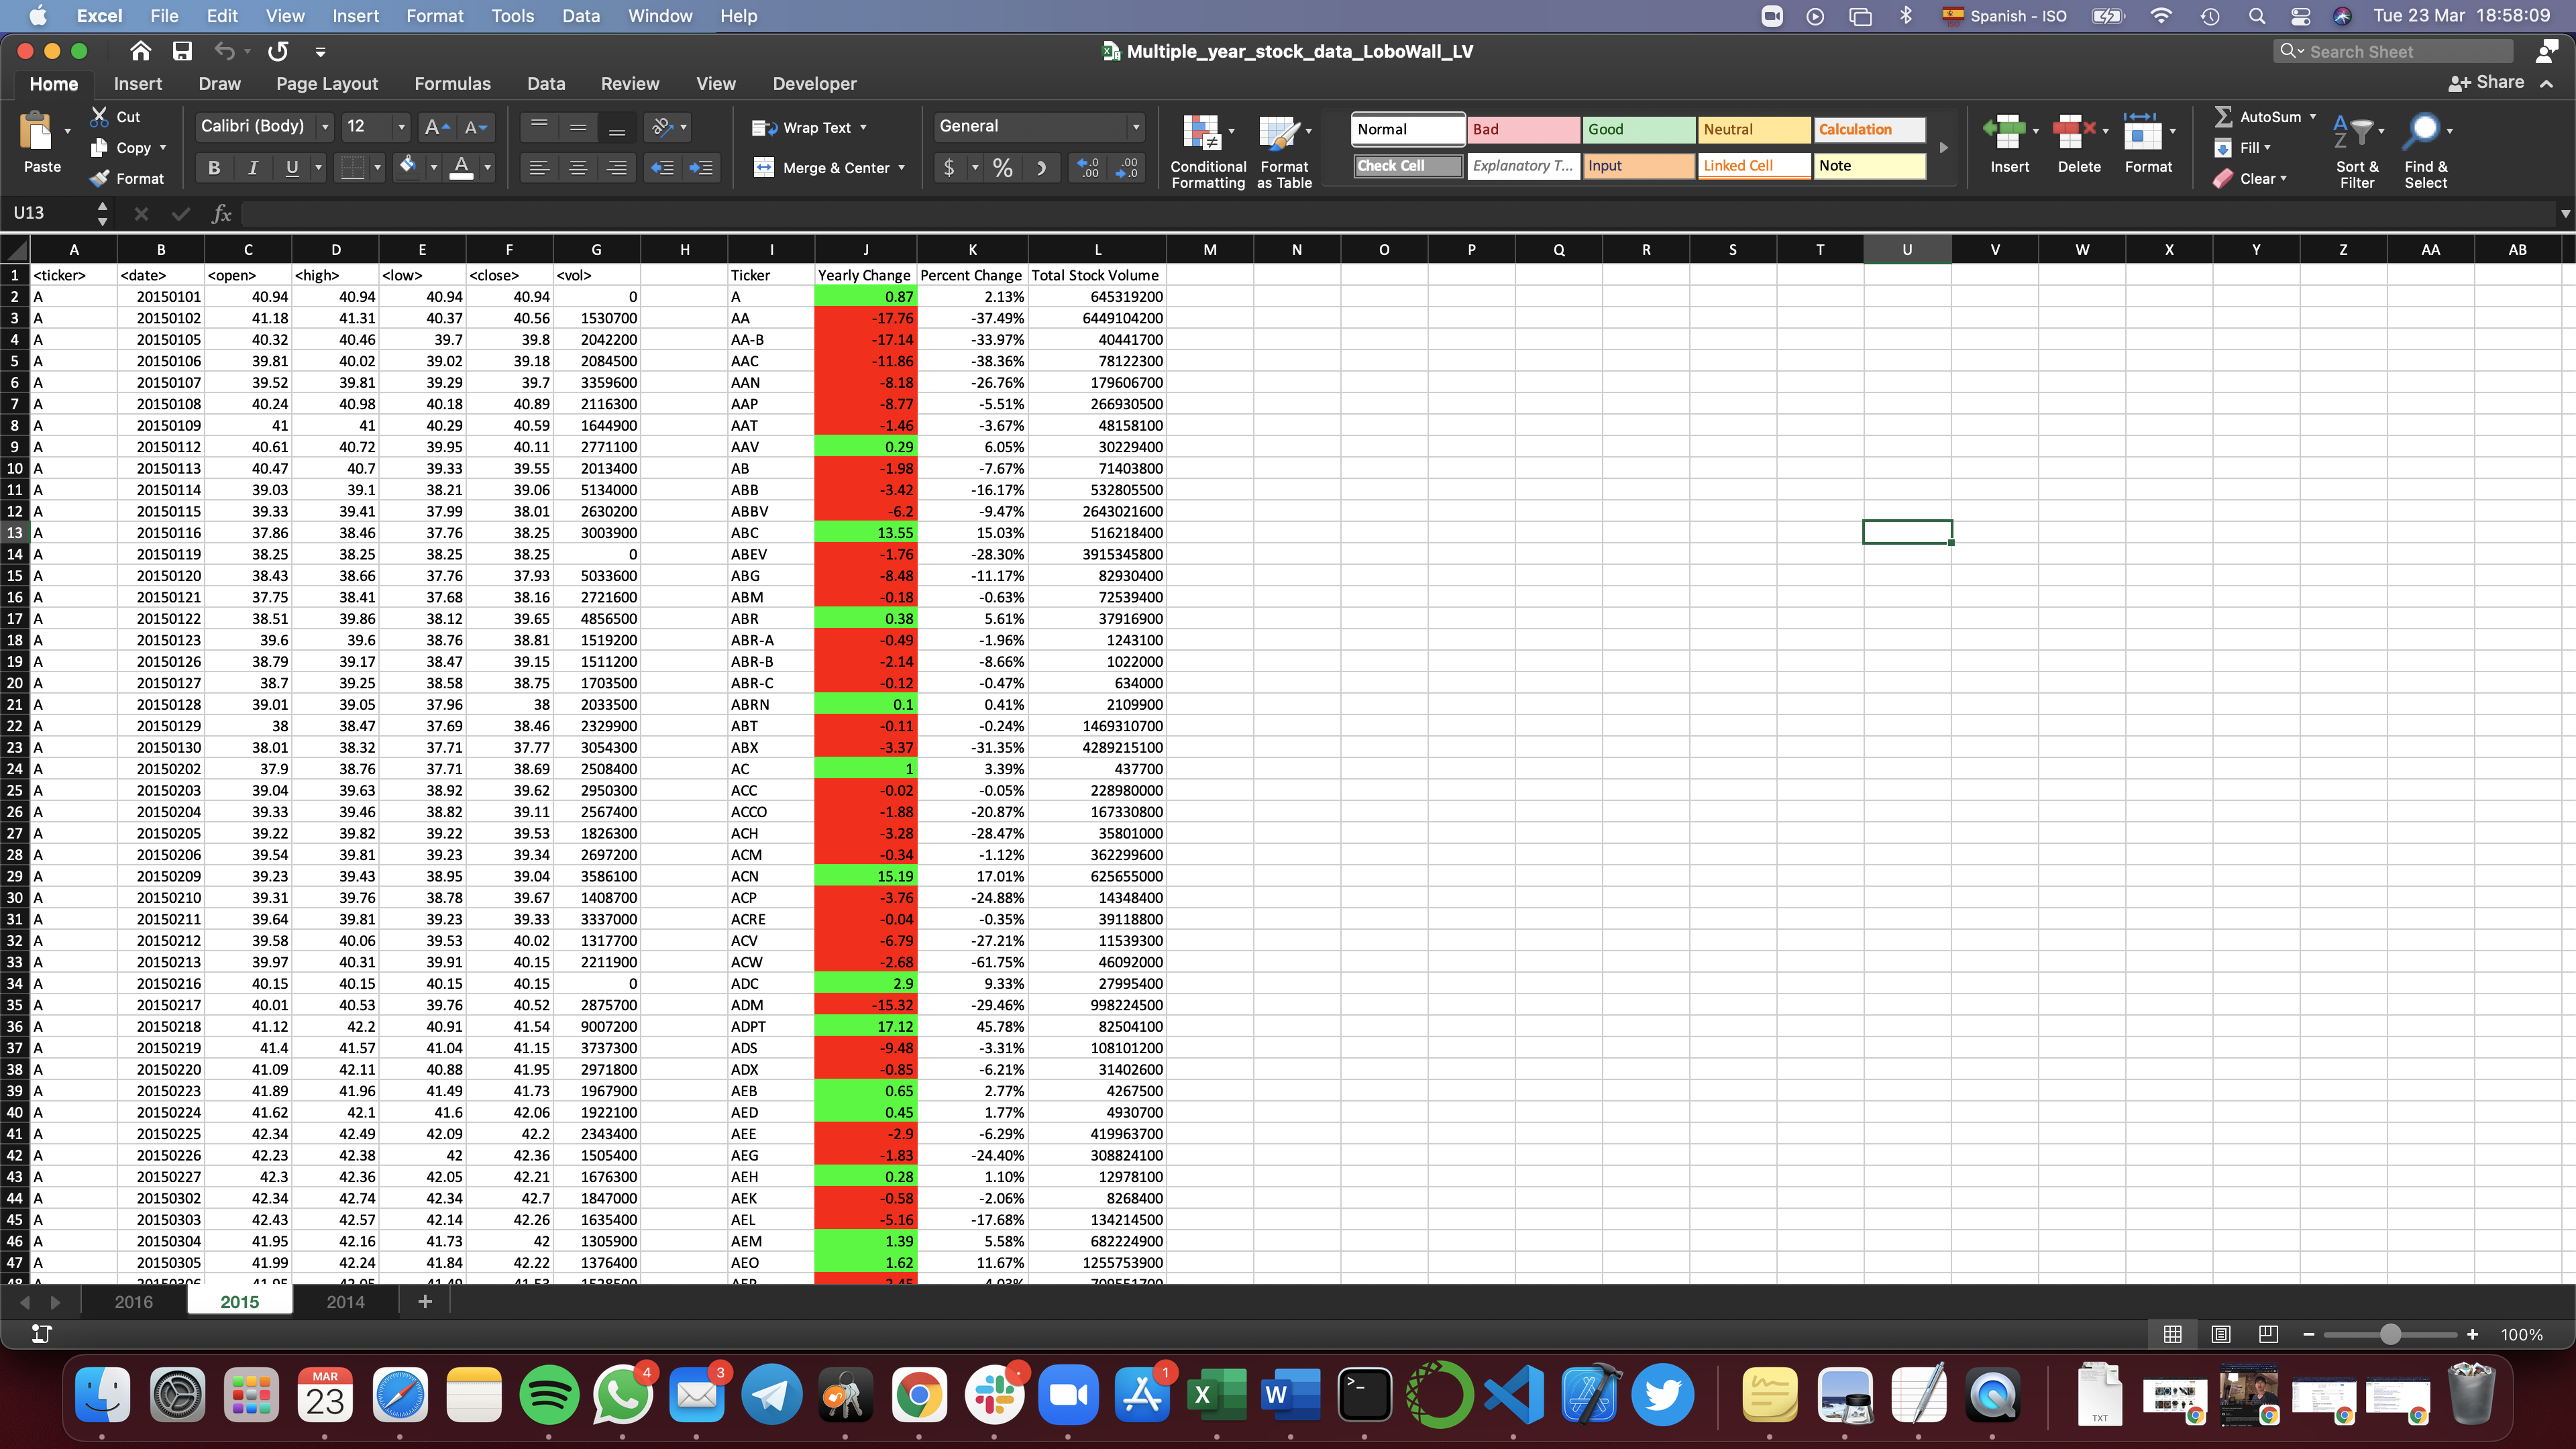 Excel File Edit View Insert Format Tools Data Window Help Spanish - ISO Tue 23 Mar 18:58:09
Multiple_year_stock_data_LoboWall_LV Search Sheet
Home Insert Draw Page Layout Formulas Data Review View Developer Share
Paste Cut Copy Format
Calibri (Body) 12 Wrap Text General
B I U A Merge & Center $ %
Conditional Formatting Format as Table
Normal Bad Good Neutral Calculation
Check Cell Explanatory T... Input Linked Cell Note
Insert Delete Format AutoSum Fill Clear Sort & Filter Find & Select
U13 fx
A B C D E F G H I J K L M N O P Q R S T U V W X Y Z AA AB
1 <ticker> <date> <open> <high> <low> <close> <vol> Ticker Yearly Change Percent Change Total Stock Volume
2 A 20150101 40.94 40.94 40.94 40.94 0 A 0.87 2.13% 645319200
3 A 20150102 41.18 41.31 40.37 40.56 1530700 AA -17.76 -37.49% 6449104200
4 A 20150105 40.32 40.46 39.7 39.8 2042200 AA-B -17.14 -33.97% 40441700
5 A 20150106 39.81 40.02 39.02 39.18 2084500 AAC -11.86 -38.36% 78122300
6 A 20150107 39.52 39.81 39.29 39.7 3359600 AAN -8.18 -26.76% 179606700
7 A 20150108 40.24 40.98 40.18 40.89 2116300 AAP -8.77 -5.51% 266930500
8 A 20150109 41 41 40.29 40.59 1644900 AAT -1.46 -3.67% 48158100
9 A 20150112 40.61 40.72 39.95 40.11 2771100 AAV 0.29 6.05% 30229400
10 A 20150113 40.47 40.7 39.33 39.55 2013400 AB -1.98 -7.67% 71403800
11 A 20150114 39.03 39.1 38.21 39.06 5134000 ABB -3.42 -16.17% 532805500
12 A 20150115 39.33 39.41 37.99 38.01 2630200 ABBV -6.2 -9.47% 2643021600
13 A 20150116 37.86 38.46 37.76 38.25 3003900 ABC 13.55 15.03% 516218400
14 A 20150119 38.25 38.25 38.25 38.25 0 ABEV -1.76 -28.30% 3915345800
15 A 20150120 38.43 38.66 37.76 37.93 5033600 ABG -8.48 -11.17% 82930400
16 A 20150121 37.75 38.41 37.68 38.16 2721600 ABM -0.18 -0.63% 72539400
17 A 20150122 38.51 39.86 38.12 39.65 4856500 ABR 0.38 5.61% 37916900
18 A 20150123 39.6 39.6 38.76 38.81 1519200 ABR-A -0.49 -1.96% 1243100
19 A 20150126 38.79 39.17 38.47 39.15 1511200 ABR-B -2.14 -8.66% 1022000
20 A 20150127 38.7 39.25 38.58 38.75 1703500 ABR-C -0.12 -0.47% 634000
21 A 20150128 39.01 39.05 37.96 38 2033500 ABRN 0.1 0.41% 2109900
22 A 20150129 38 38.47 37.69 38.46 2329900 ABT -0.11 -0.24% 1469310700
23 A 20150130 38.01 38.32 37.71 37.77 3054300 ABX -3.37 -31.35% 4289215100
24 A 20150202 37.9 38.76 37.71 38.69 2508400 AC 1 3.39% 437700
25 A 20150203 39.04 39.63 38.92 39.62 2950300 ACC -0.02 -0.05% 228980000
26 A 20150204 39.33 39.46 38.82 39.11 2567400 ACCO -1.88 -20.87% 167330800
27 A 20150205 39.22 39.82 39.22 39.53 1826300 ACH -3.28 -28.47% 35801000
28 A 20150206 39.54 39.81 39.23 39.34 2697200 ACM -0.34 -1.12% 362299600
29 A 20150209 39.23 39.43 38.95 39.04 3586100 ACN 15.19 17.01% 625655000
30 A 20150210 39.31 39.76 38.78 39.67 1408700 ACP -3.76 -24.88% 14348400
31 A 20150211 39.64 39.81 39.23 39.33 3337000 ACRE -0.04 -0.35% 39118800
32 A 20150212 39.58 40.06 39.53 40.02 1317700 ACV -6.79 -27.21% 11539300
33 A 20150213 39.97 40.31 39.91 40.15 2211900 ACW -2.68 -61.75% 46092000
34 A 20150216 40.15 40.15 40.15 40.15 0 ADC 2.9 9.33% 27995400
35 A 20150217 40.01 40.53 39.76 40.52 2875700 ADM -15.32 -29.46% 998224500
36 A 20150218 41.12 42.2 40.91 41.54 9007200 ADPT 17.12 45.78% 82504100
37 A 20150219 41.4 41.57 41.04 41.15 3737300 ADS -9.48 -3.31% 108101200
38 A 20150220 41.09 42.11 40.88 41.95 2971800 ADX -0.85 -6.21% 31402600
39 A 20150223 41.89 41.96 41.49 41.73 1967900 AEB 0.65 2.77% 4267500
40 A 20150224 41.62 42.1 41.6 42.06 1922100 AED 0.45 1.77% 4930700
41 A 20150225 42.34 42.49 42.09 42.2 2343400 AEE -2.9 -6.29% 419963700
42 A 20150226 42.23 42.38 42 42.36 1505400 AEG -1.83 -24.40% 308824100
43 A 20150227 42.3 42.36 42.05 42.21 1676300 AEH 0.28 1.10% 12978100
44 A 20150302 42.34 42.74 42.34 42.7 1847000 AEK -0.58 -2.06% 8268400
45 A 20150303 42.43 42.57 42.14 42.26 1635400 AEL -5.16 -17.68% 134214500
46 A 20150304 41.95 42.16 41.73 42 1305900 AEM 1.39 5.58% 682224900
47 A 20150305 41.99 42.24 41.84 42.22 1376400 AEO 1.62 11.67% 1255753900
2016 2015 2014 +
100%
MAR 23 4 3 1 X W TXT